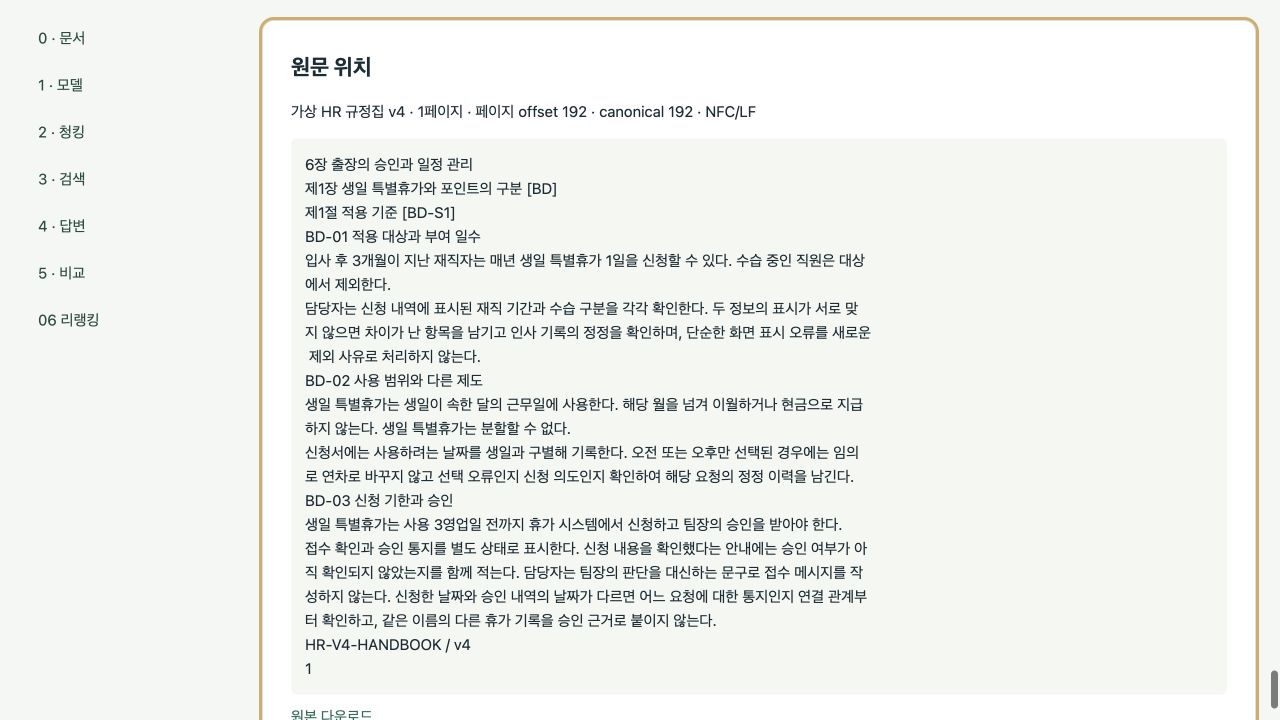 0 · 문서
1 · 모델
2 · 청킹
3 · 검색
4 · 답변
5 · 비교
06 리랭킹
원문 위치
가상 HR 규정집 v4 · 1페이지 · 페이지 offset 192 · canonical 192 · NFC/LF
6장 출장의 승인과 일정 관리
제1장 생일 특별휴가와 포인트의 구분 [BD]
제1절 적용 기준 [BD-S1]
BD-01 적용 대상과 부여 일수
입사 후 3개월이 지난 재직자는 매년 생일 특별휴가 1일을 신청할 수 있다. 수습 중인 직원은 대상
에서 제외한다.
담당자는 신청 내역에 표시된 재직 기간과 수습 구분을 각각 확인한다. 두 정보의 표시가 서로 맞
지 않으면 차이가 난 항목을 남기고 인사 기록의 정정을 확인하며, 단순한 화면 표시 오류를 새로운
제외 사유로 처리하지 않는다.
BD-02 사용 범위와 다른 제도
생일 특별휴가는 생일이 속한 달의 근무일에 사용한다. 해당 월을 넘겨 이월하거나 현금으로 지급
하지 않는다. 생일 특별휴가는 분할할 수 없다.
신청서에는 사용하려는 날짜를 생일과 구별해 기록한다. 오전 또는 오후만 선택된 경우에는 임의
로 연차로 바꾸지 않고 선택 오류인지 신청 의도인지 확인하여 해당 요청의 정정 이력을 남긴다.
BD-03 신청 기한과 승인
생일 특별휴가는 사용 3영업일 전까지 휴가 시스템에서 신청하고 팀장의 승인을 받아야 한다.
접수 확인과 승인 통지를 별도 상태로 표시한다. 신청 내용을 확인했다는 안내에는 승인 여부가 아
직 확인되지 않았는지를 함께 적는다. 담당자는 팀장의 판단을 대신하는 문구로 접수 메시지를 작
성하지 않는다. 신청한 날짜와 승인 내역의 날짜가 다르면 어느 요청에 대한 통지인지 연결 관계부
터 확인하고, 같은 이름의 다른 휴가 기록을 승인 근거로 붙이지 않는다.
HR-V4-HANDBOOK / v4
1
원본 다운로드